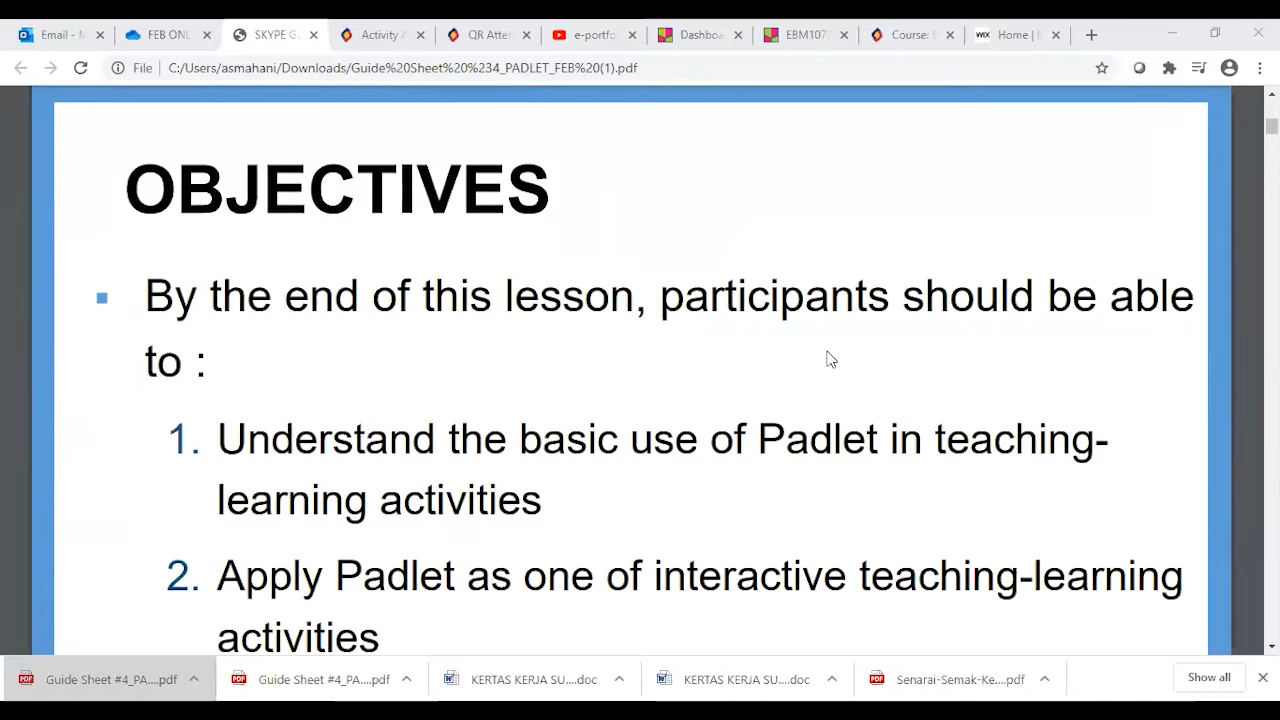 Email –
FEB ONL
SKYPE G
Activity
QR Atte
e-portfo
Dashbo
EBM107
Course:
WIX Home |
File C:/Users/asmahani/Downloads/Guide%20Sheet%20%234_PADLET_FEB%20(1).pdf
OBJECTIVES
By the end of this lesson, participants should be able
to :
1. Understand the basic use of Padlet in teaching-
learning activities
2. Apply Padlet as one of interactive teaching-learning
activities
Guide Sheet #4_PA....pdf
Guide Sheet #4_PA....pdf
KERTAS KERJA SU....doc
KERTAS KERJA SU....doc
Senarai-Semak-Ke....pdf
Show all